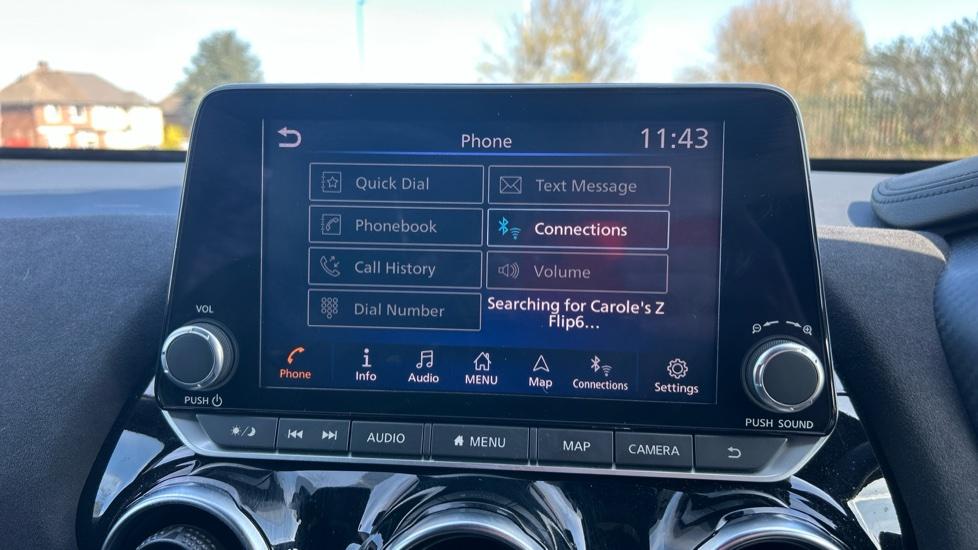 Phone
11:43
Quick Dial
Text Message
Phonebook
Connections
Call History
Volume
Dial Number
Searching for Carole's Z
Flip6...
Phone
Info
Audio
MENU
Map
Connections
Settings
VOL
PUSH
PUSH SOUND
AUDIO
MENU
MAP
CAMERA